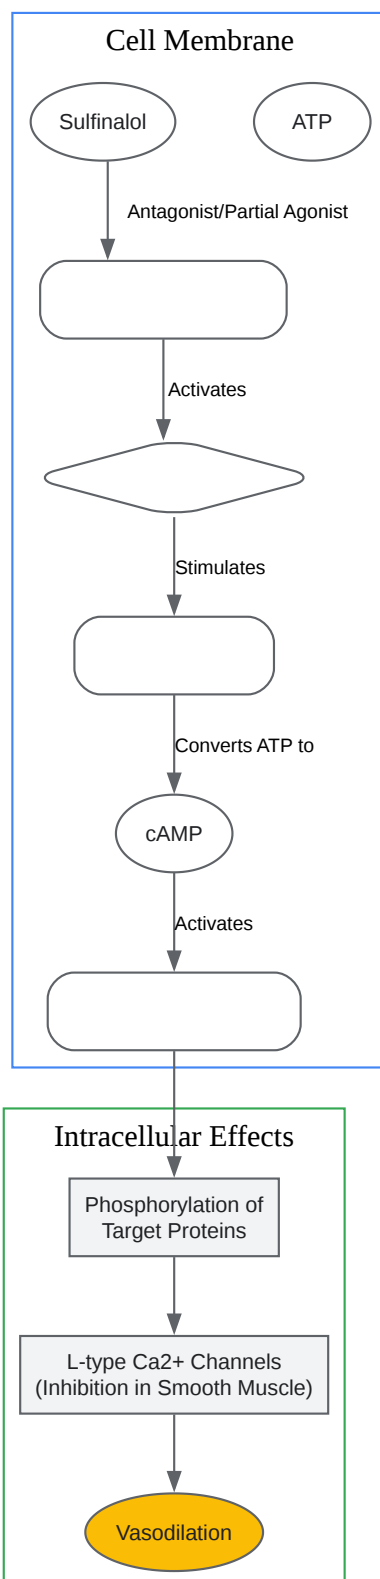 Cell Membrane
Sulfinalol
ATP
Antagonist/Partial Agonist
Activates
Stimulates
Converts ATP to
cAMP
Activates
Intracellular Effects
Phosphorylation of
Target Proteins
L-type Ca2+ Channels
(Inhibition in Smooth Muscle)
Vasodilation